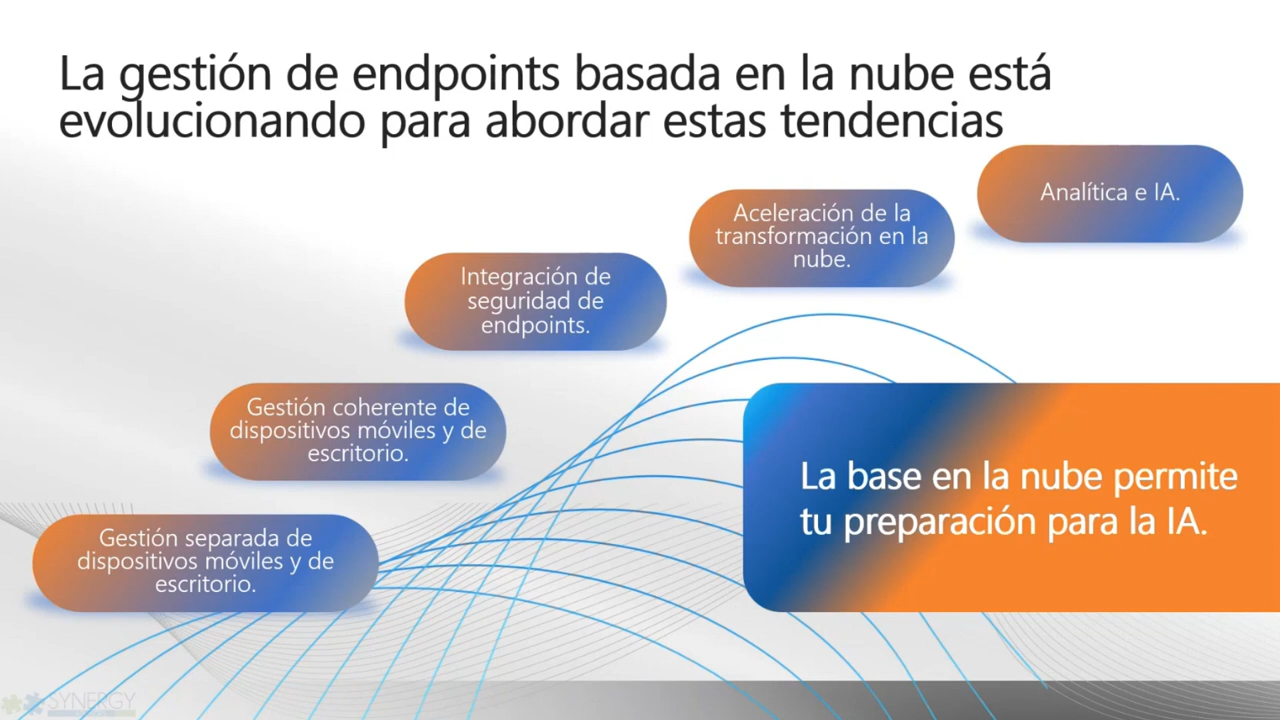 La gestión de endpoints basada en la nube está
evolucionando para abordar estas tendencias
Analítica e IA.
Aceleración de la
transformación en la
nube.
Integración de
seguridad de
endpoints.
Gestión coherente de
dispositivos móviles y de
escritorio.
Gestión separada de
dispositivos móviles y de
escritorio.
La base en la nube permite
tu preparación para la IA.
SYNERGY